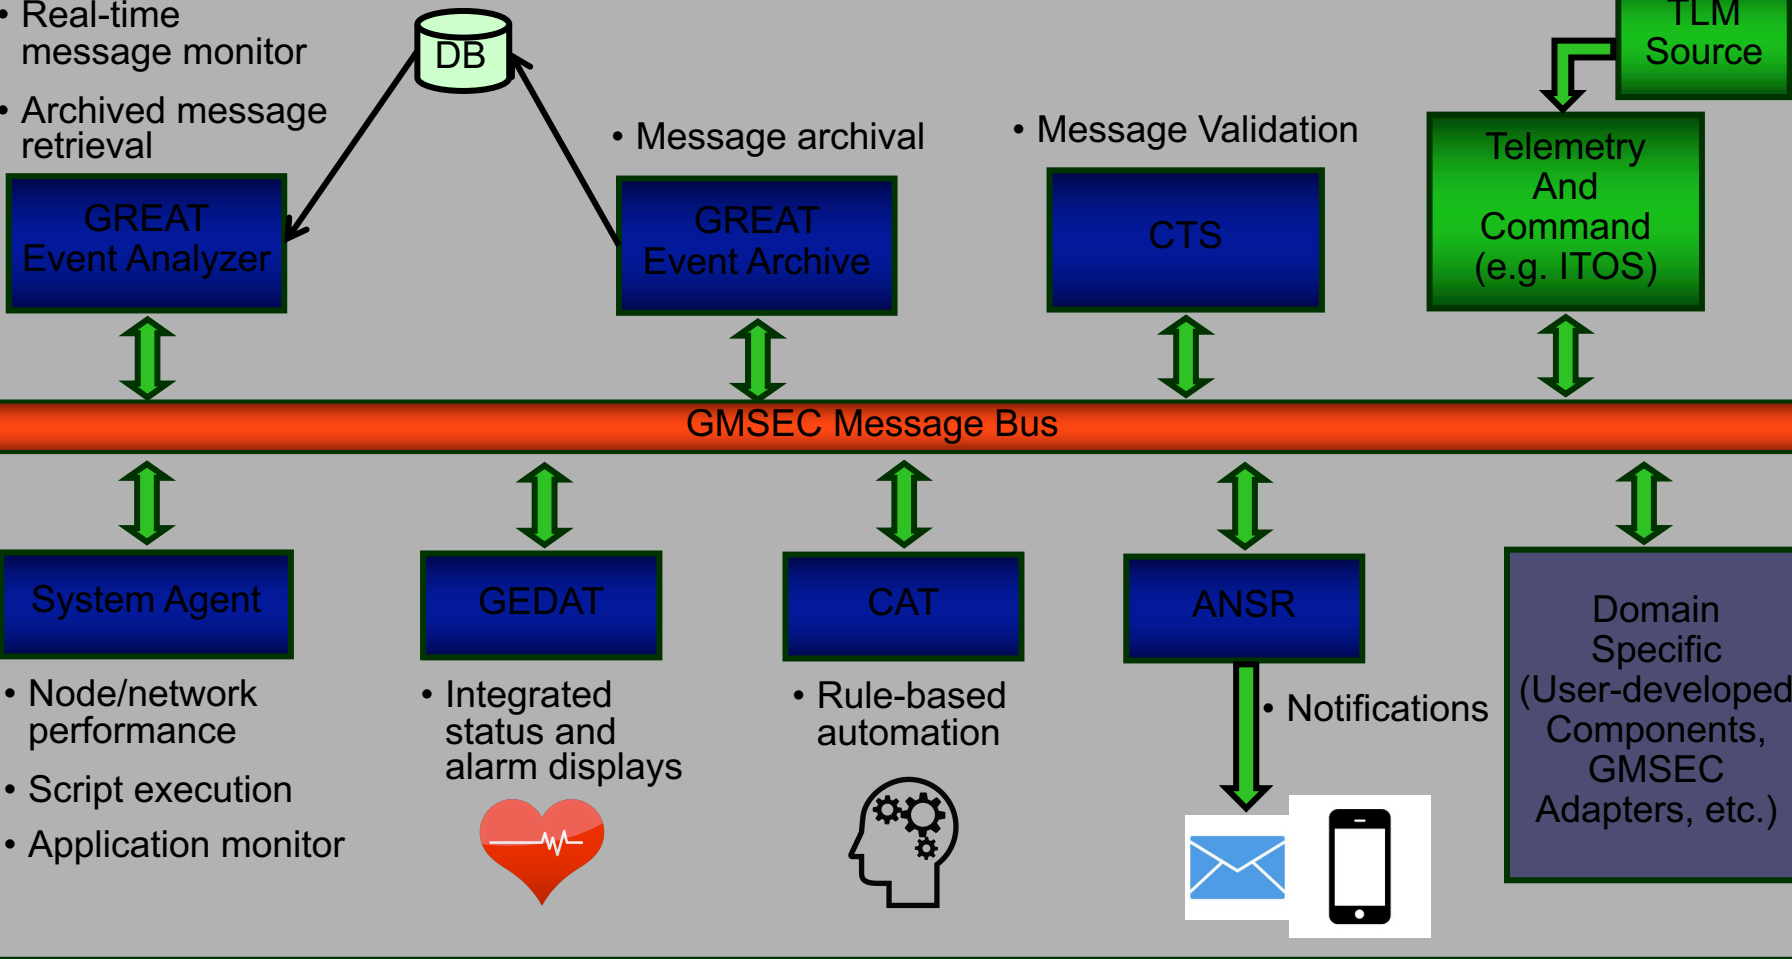 • Real-time
message monitor
• Archived message
retrieval
DB
• Message archival
• Message Validation
TLM
Source
GREAT
Event Analyzer
GREAT
Event Archive
CTS
Telemetry
And
Command
(e.g. ITOS)
GMSEC Message Bus
System Agent
GEDAT
CAT
ANSR
Domain
Specific
(User-developed
Components,
GMSEC
Adapters, etc.)
• Node/network
performance
• Script execution
• Application monitor
• Integrated
status and
alarm displays
• Rule-based
automation
• Notifications